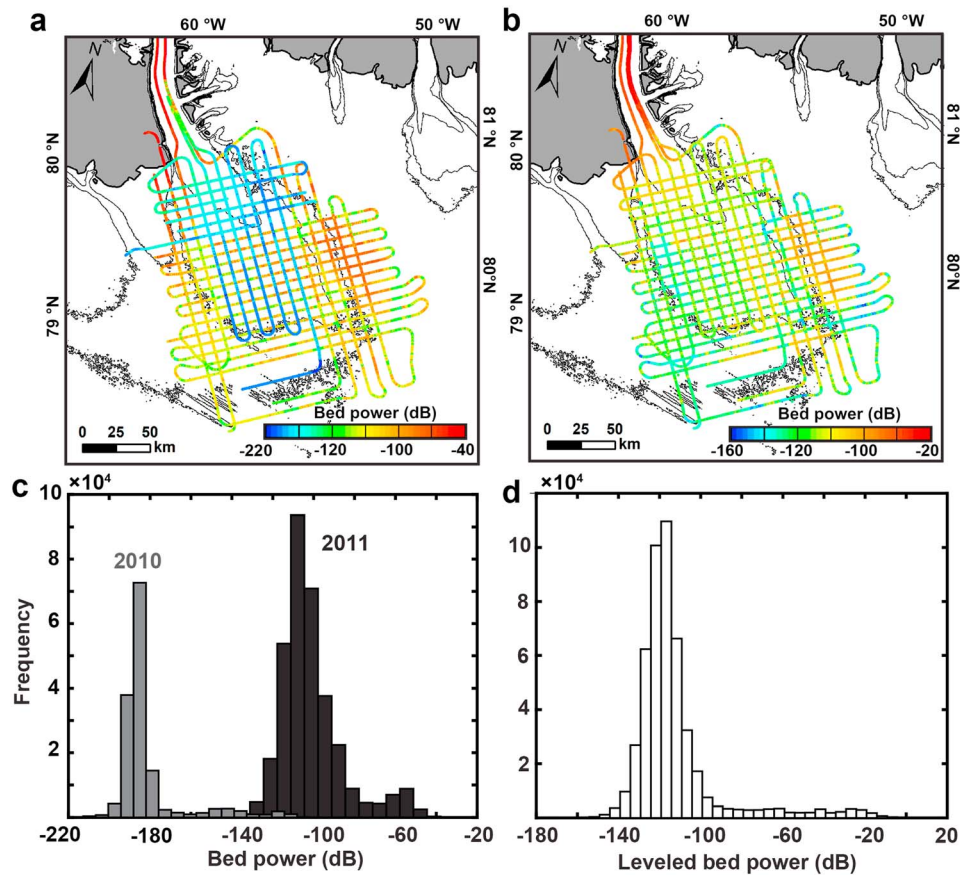 a
60 °W
50 °W
b
60 °W
50 °W
N
N
80 °N
81 °N
80 °N
81 °N
79 °N
80°N
79 °N
80°N
Bed power (dB)
Bed power (dB)
0 25 50
km
-220 -120 -100 -40
0 25 50
km
-160 -120 -100 -20
c
×10⁴
d
×10⁴
10
8
6
4
2
Frequency
2010
2011
-220 -180 -140 -100 -60 -20
Bed power (dB)
10
8
6
4
2
-180 -140 -100 -60 -20 20
Leveled bed power (dB)